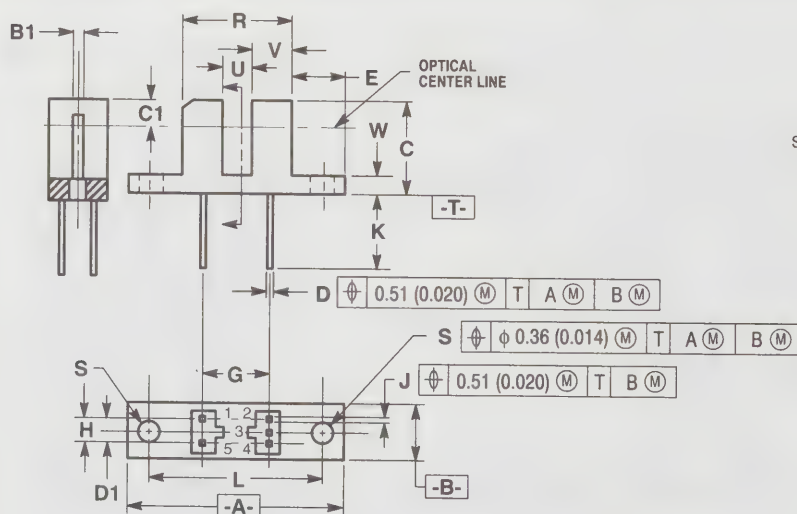 R
B1
V
U
E
OPTICAL
CENTER LINE
C1
W
C
S
-T-
K
D ⌖ 0.51 (0.020) Ⓜ T A Ⓜ B Ⓜ
S ⌖ ϕ 0.36 (0.014) Ⓜ T A Ⓜ B Ⓜ
J ⌖ 0.51 (0.020) Ⓜ T B Ⓜ
G
S
1 2
3
5 4
H
D1
L
-A-
-B-